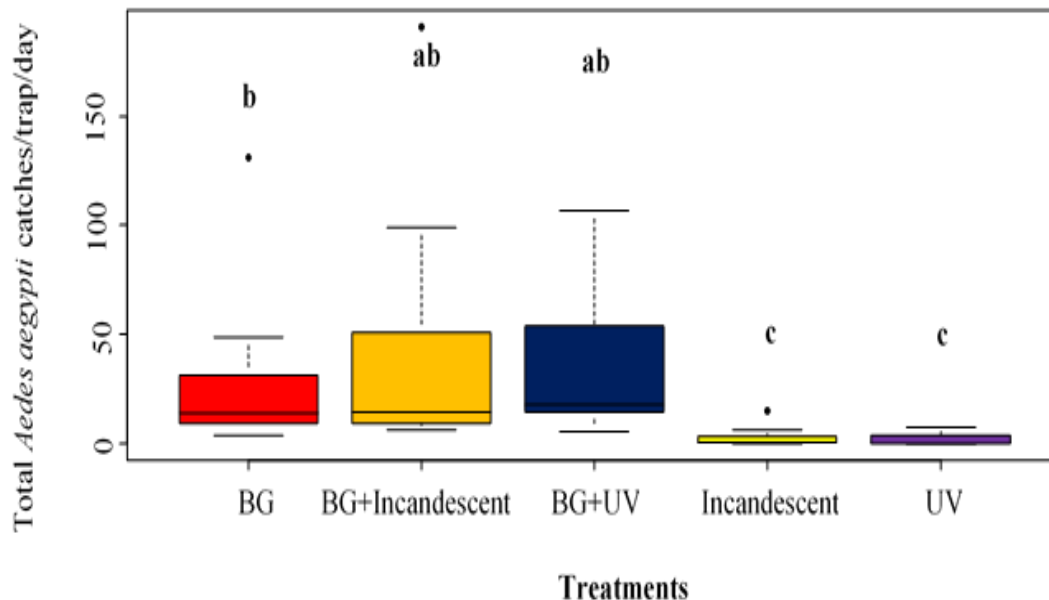 Total Aedes aegypti catches/trap/day
150
100
50
0
b
ab
ab
c
c
BG
BG+Incandescent
BG+UV
Incandescent
UV
Treatments